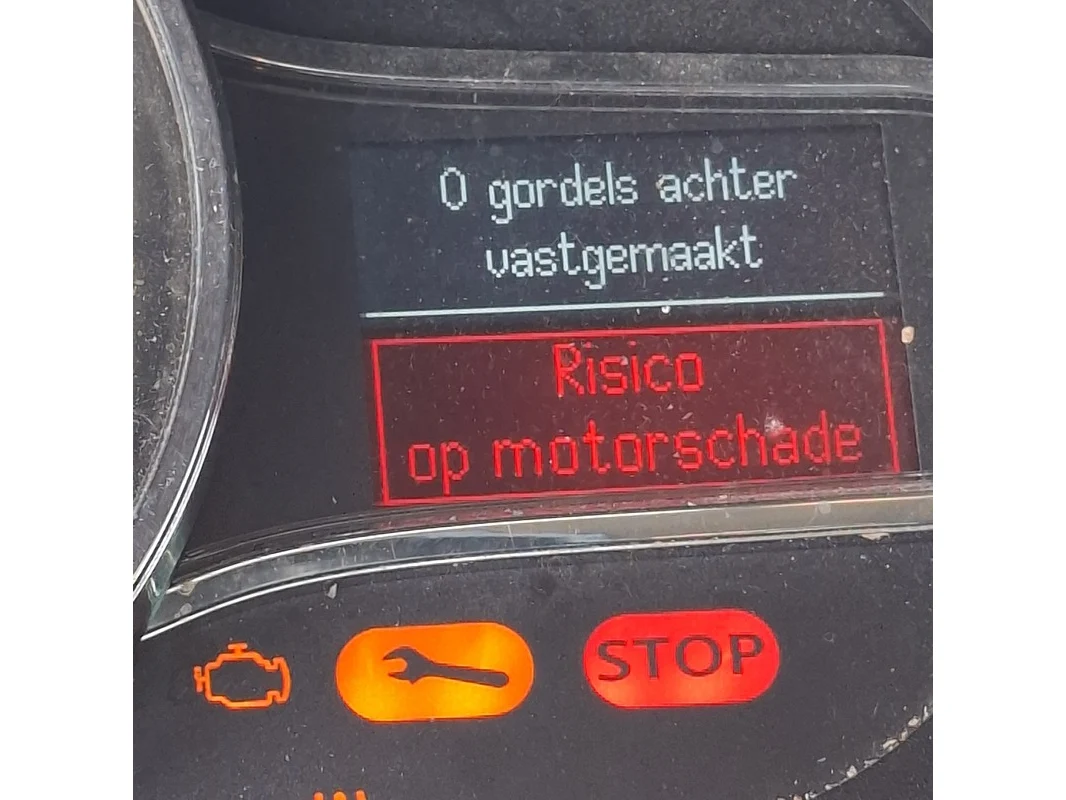 0 gordels achter
vastgemaakt
Risico
op motorschade
STOP